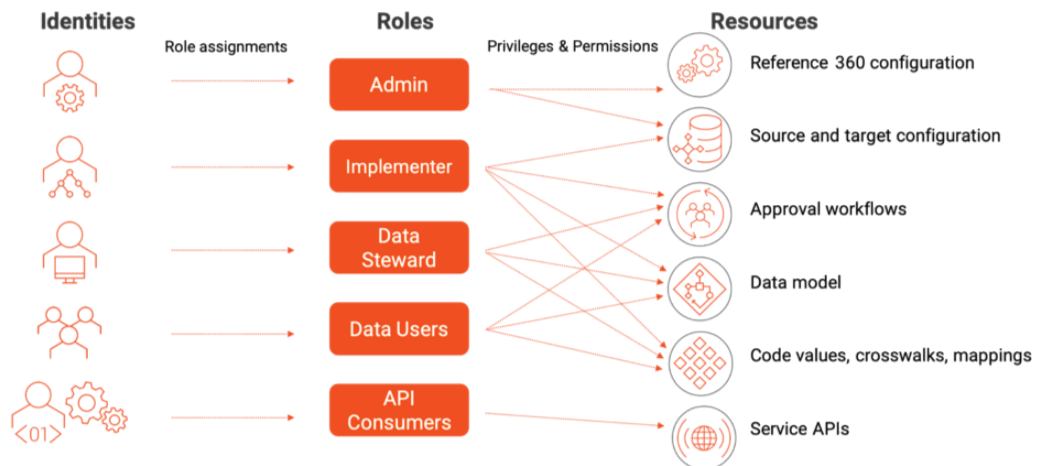 Identities
Roles
Resources
Role assignments
Privileges & Permissions
Admin
Implementer
Data
Steward
Data Users
API
Consumers
<01>
Reference 360 configuration
Source and target configuration
Approval workflows
Data model
Code values, crosswalks, mappings
Service APIs